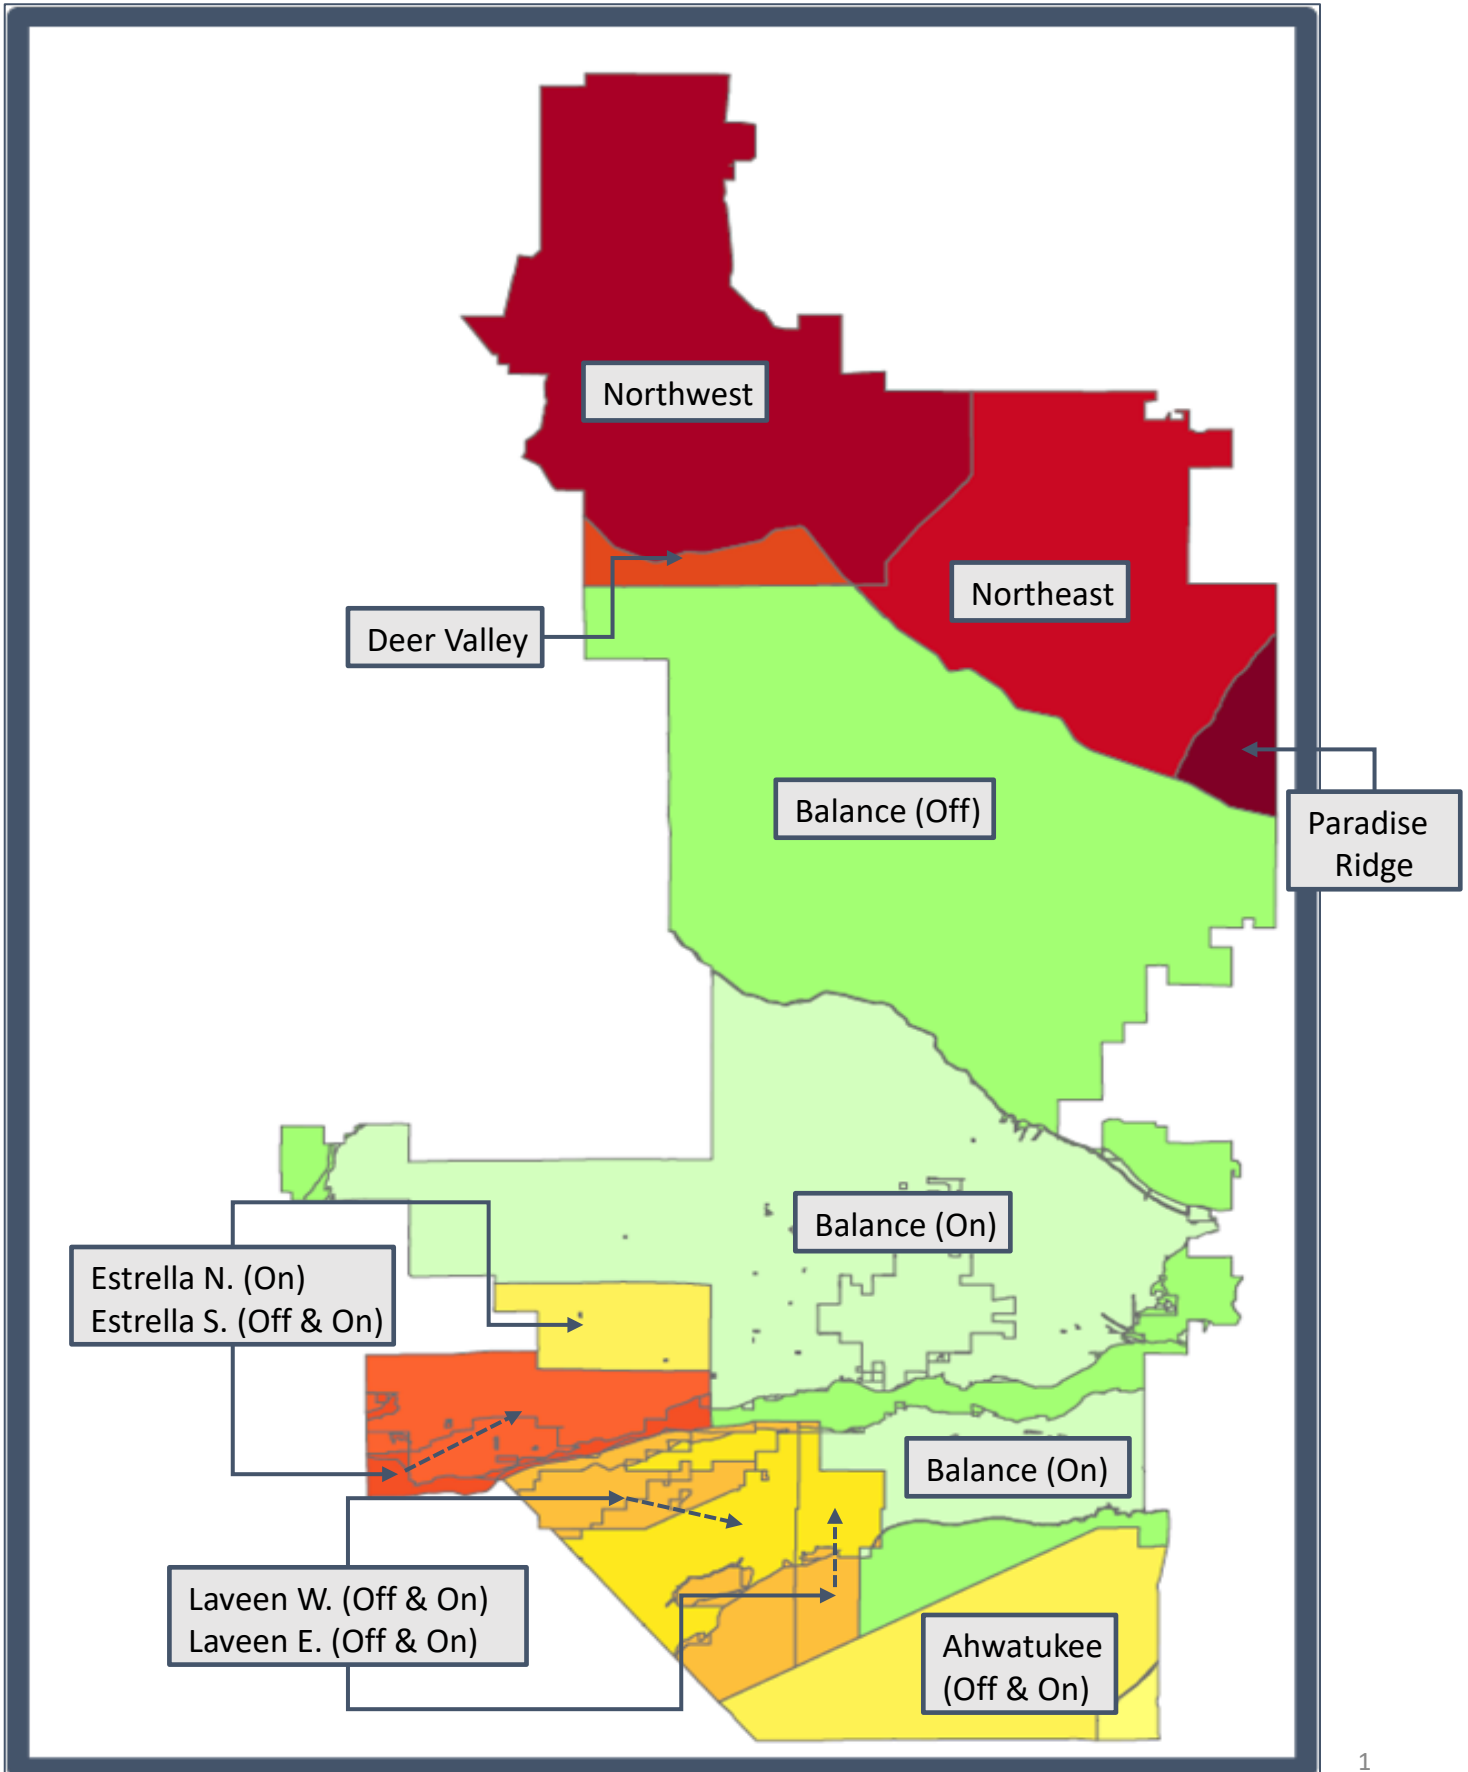 Northwest
Northeast
Deer Valley
Balance (Off)
Paradise
Ridge
Balance (On)
Estrella N. (On)
Estrella S. (Off & On)
Balance (On)
Laveen W. (Off & On)
Laveen E. (Off & On)
Ahwatukee
(Off & On)
1